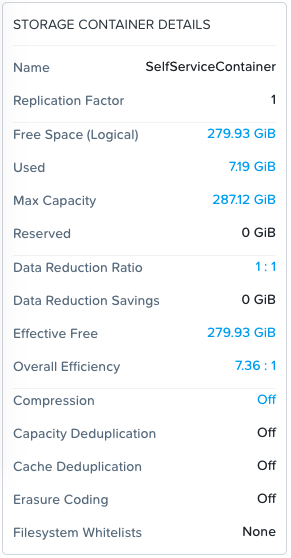 STORAGE CONTAINER DETAILS
Name SelfServiceContainer
Replication Factor 1
Free Space (Logical) 279.93 GiB
Used 7.19 GiB
Max Capacity 287.12 GiB
Reserved 0 GiB
Data Reduction Ratio 1 : 1
Data Reduction Savings 0 GiB
Effective Free 279.93 GiB
Overall Efficiency 7.36 : 1
Compression Off
Capacity Deduplication Off
Cache Deduplication Off
Erasure Coding Off
Filesystem Whitelists None